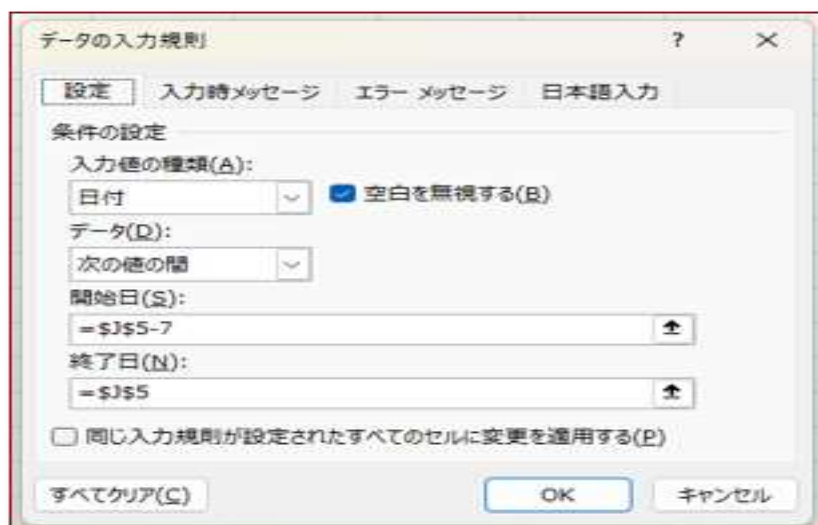 データの入力規則 ?
設定 入力時メッセージ エラー メッセージ 日本語入力
条件の設定
入力値の種類(A):
日付 空白を無視する(B)
データ(D):
次の値の間
開始日(S):
=$J$5-7
終了日(N):
=$J$5
同じ入力規則が設定されたすべてのセルに変更を適用する(P)
すべてクリア(C) OK キャンセル